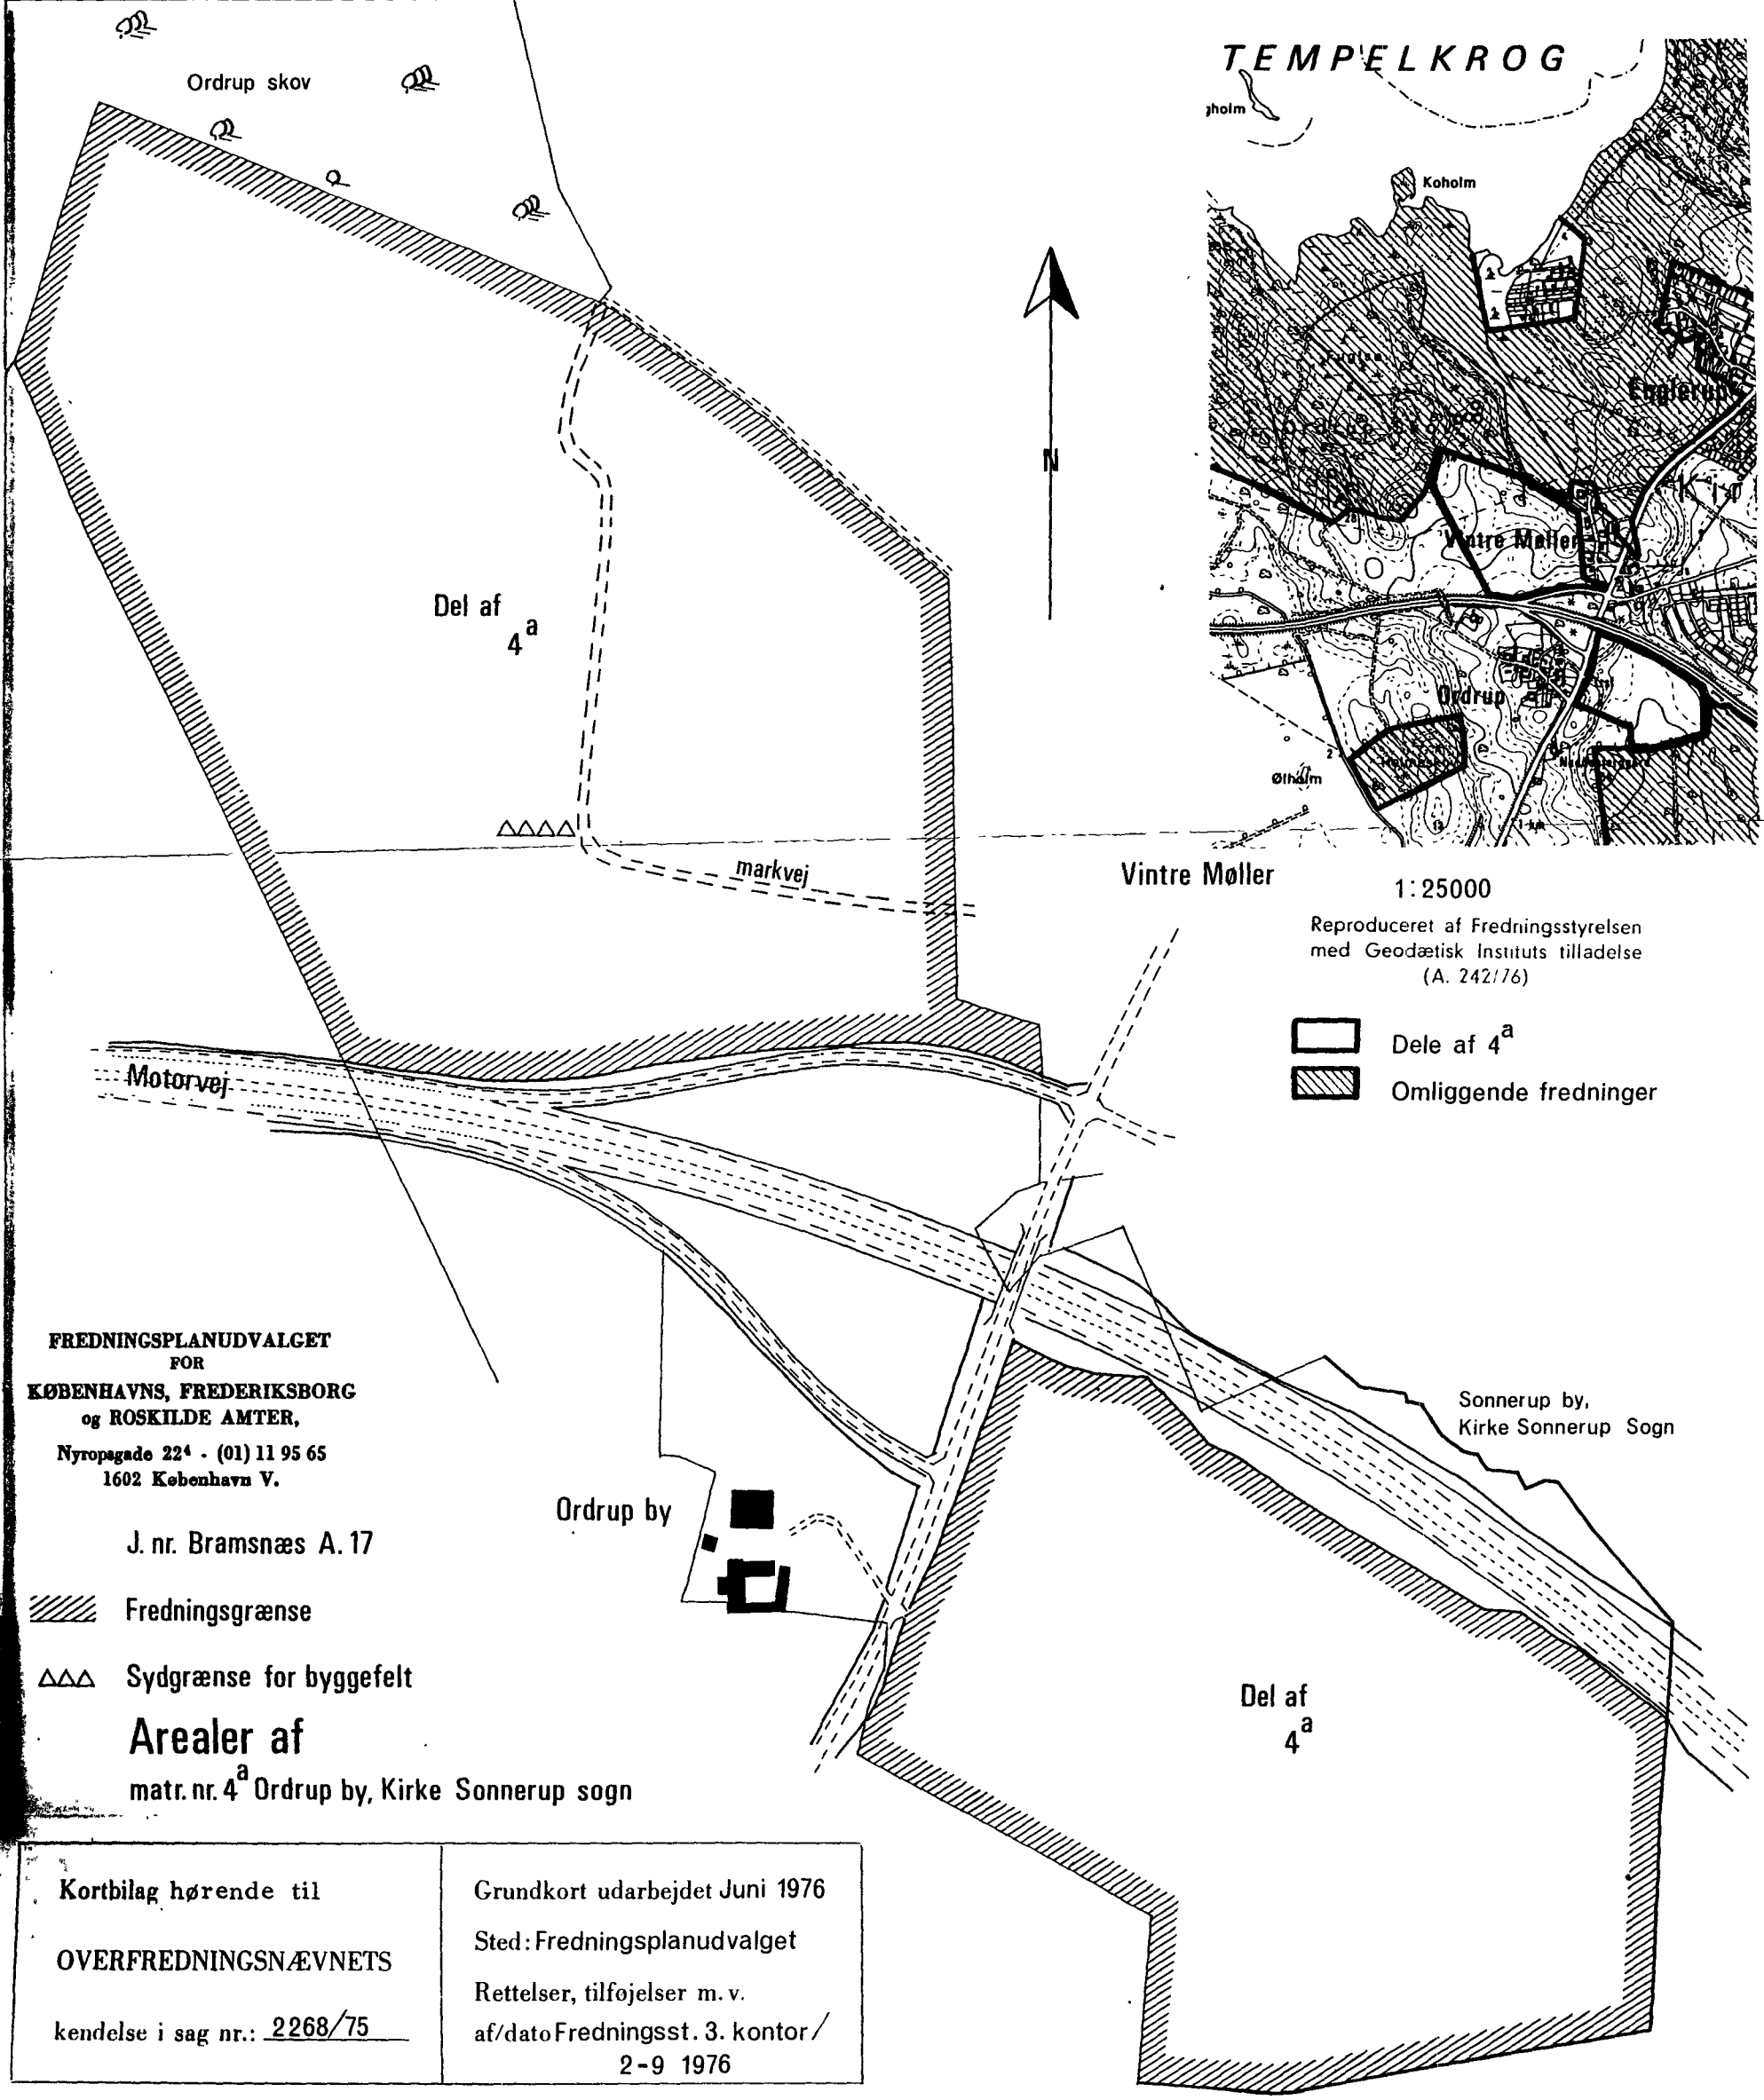 Ordrup skov
TEMPELKROG
gholm
Koholm
Englerup
Vintre Møller
Ordrup
Ølholm
N
Del af
4a
markvej
Vintre Møller
1:25000
Reproduceret af Fredningsstyrelsen
med Geodætisk Instituts tilladelse
(A. 242/76)
Dele af 4a
Omliggende fredninger
Motorvej
FREDNINGSPLANUDVALGET
FOR
KØBENHAVNS, FREDERIKSBORG
og ROSKILDE AMTER,
Nyropsgade 22⁴ - (01) 11 95 65
1602 København V.
J. nr. Bramsnæs A. 17
Fredningsgrænse
Sydgrænse for byggefelt
Arealer af
matr. nr. 4a Ordrup by, Kirke Sonnerup sogn
Ordrup by
Sonnerup by,
Kirke Sonnerup Sogn
Del af
4a
Kortbilag hørende til
OVERFREDNINGSNÆVNETS
kendelse i sag nr.: 2268/75
Grundkort udarbejdet Juni 1976
Sted: Fredningsplanudvalget
Rettelser, tilføjelser m. v.
af/dato Fredningsst. 3. kontor /
2-9 1976